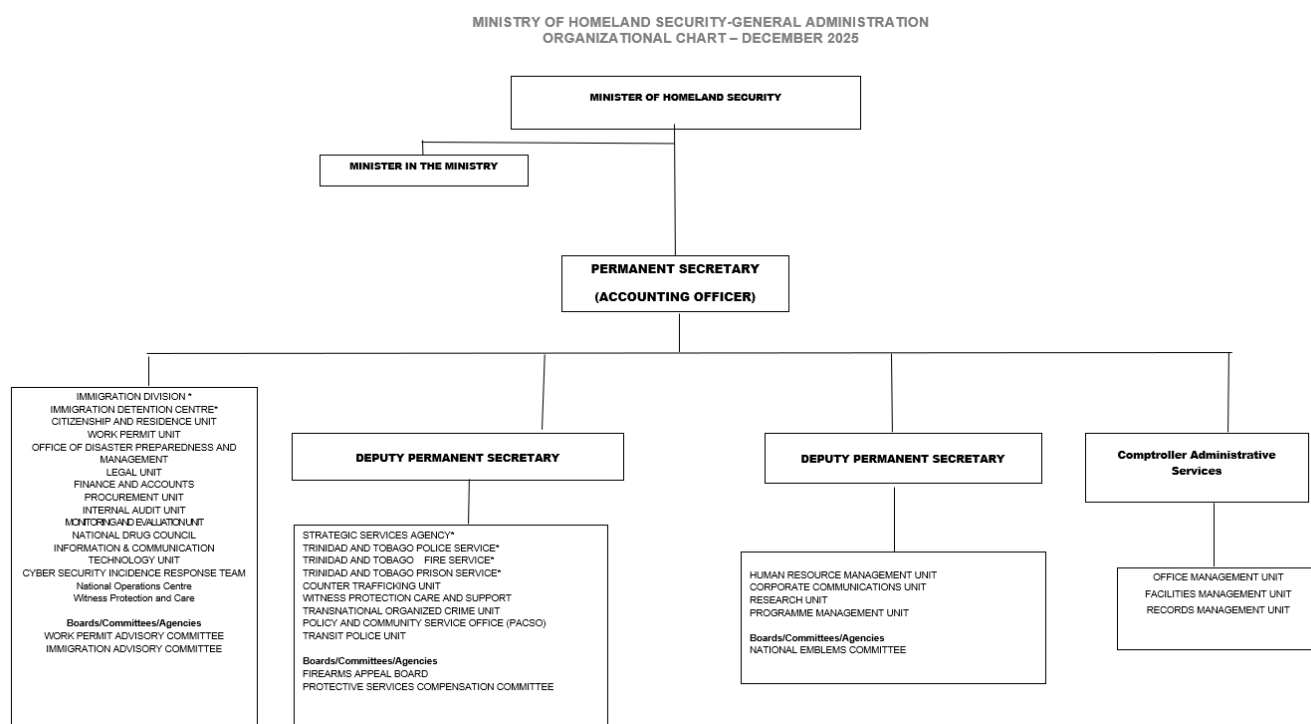 MINISTRY OF HOMELAND SECURITY-GENERAL ADMINISTRATION
ORGANIZATIONAL CHART – DECEMBER 2025
MINISTER OF HOMELAND SECURITY
MINISTER IN THE MINISTRY
PERMANENT SECRETARY
(ACCOUNTING OFFICER)
IMMIGRATION DIVISION *
IMMIGRATION DETENTION CENTRE*
CITIZENSHIP AND RESIDENCE UNIT
WORK PERMIT UNIT
OFFICE OF DISASTER PREPAREDNESS AND
MANAGEMENT
LEGAL UNIT
FINANCE AND ACCOUNTS
PROCUREMENT UNIT
INTERNAL AUDIT UNIT
MONITORING AND EVALUATION UNIT
NATIONAL DRUG COUNCIL
INFORMATION & COMMUNICATION
TECHNOLOGY UNIT
CYBER SECURITY INCIDENCE RESPONSE TEAM
National Operations Centre
Witness Protection and Care
Boards/Committees/Agencies
WORK PERMIT ADVISORY COMMITTEE
IMMIGRATION ADVISORY COMMITTEE
DEPUTY PERMANENT SECRETARY
STRATEGIC SERVICES AGENCY*
TRINIDAD AND TOBAGO POLICE SERVICE*
TRINIDAD AND TOBAGO FIRE SERVICE*
TRINIDAD AND TOBAGO PRISON SERVICE*
COUNTER TRAFFICKING UNIT
WITNESS PROTECTION CARE AND SUPPORT
TRANSNATIONAL ORGANIZED CRIME UNIT
POLICY AND COMMUNITY SERVICE OFFICE (PACSO)
TRANSIT POLICE UNIT
Boards/Committees/Agencies
FIREARMS APPEAL BOARD
PROTECTIVE SERVICES COMPENSATION COMMITTEE
DEPUTY PERMANENT SECRETARY
HUMAN RESOURCE MANAGEMENT UNIT
CORPORATE COMMUNICATIONS UNIT
RESEARCH UNIT
PROGRAMME MANAGEMENT UNIT
Boards/Committees/Agencies
NATIONAL EMBLEMS COMMITTEE
Comptroller Administrative
Services
OFFICE MANAGEMENT UNIT
FACILITIES MANAGEMENT UNIT
RECORDS MANAGEMENT UNIT